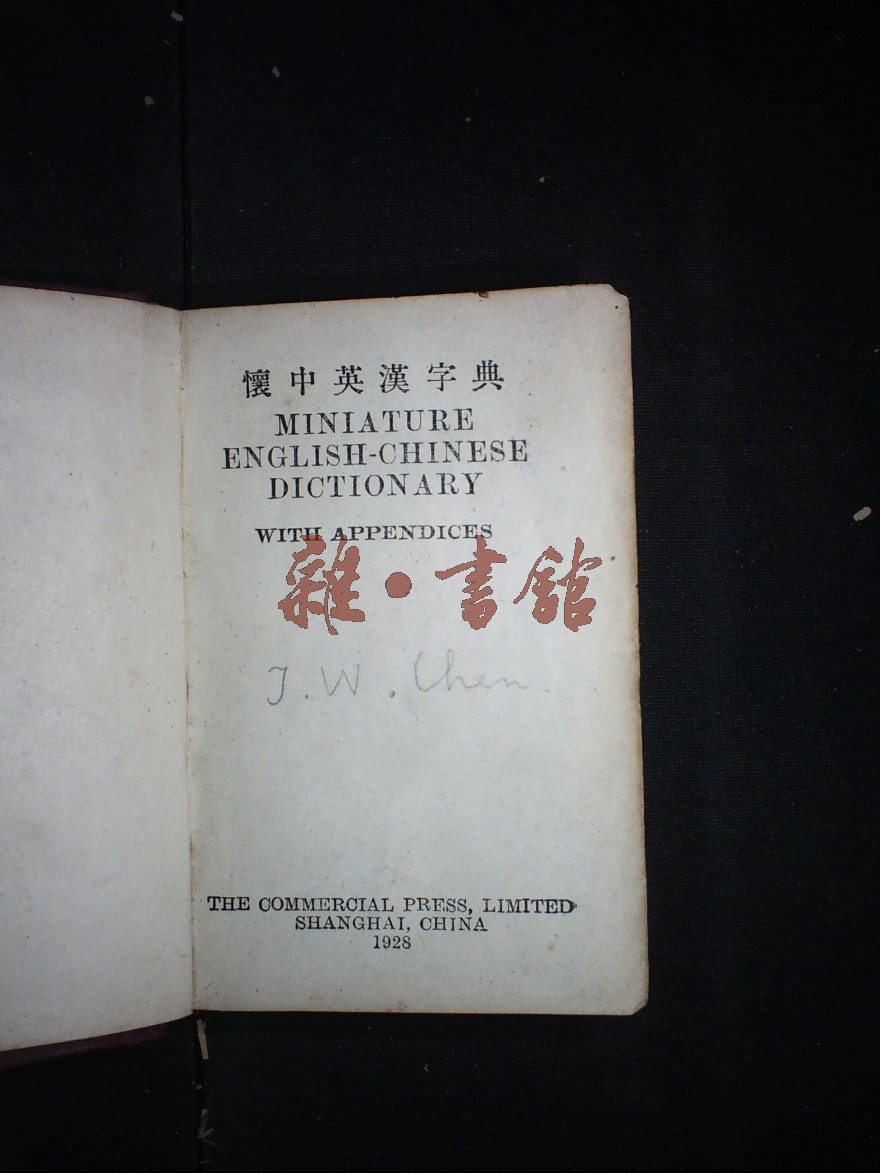 懷中英漢字典
MINIATURE
ENGLISH-CHINESE
DICTIONARY
WITH APPENDICES
雜·書館
J. W. Chen.
THE COMMERCIAL PRESS, LIMITED
SHANGHAI, CHINA
1928